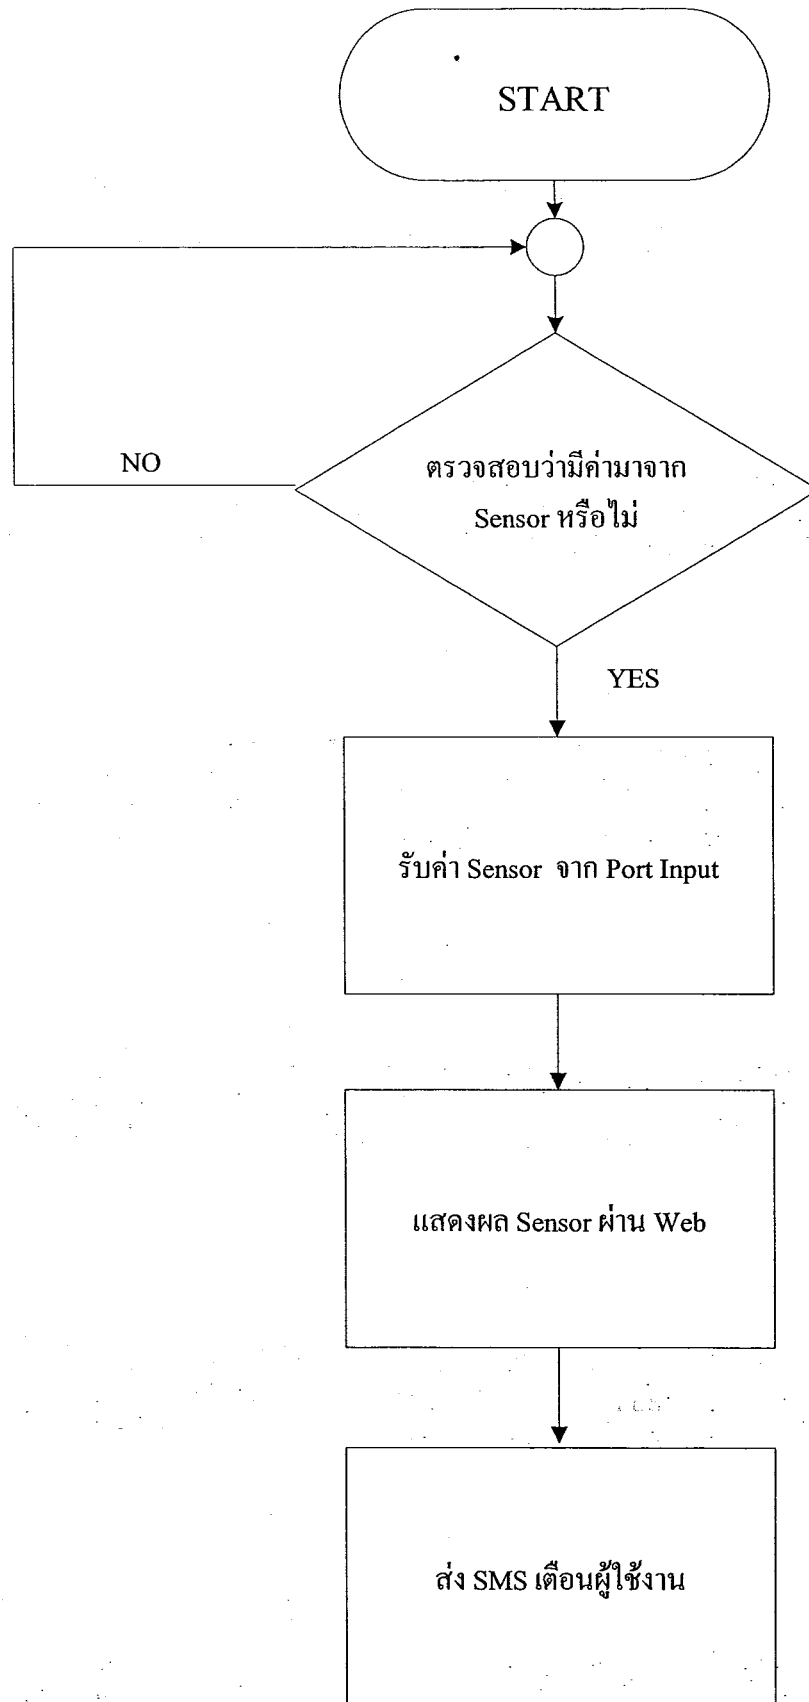 START
NO
ตรวจสอบว่ามีค่ามาจาก
Sensor หรือไม่
YES
รับค่า Sensor จาก Port Input
แสดงผล Sensor ผ่าน Web
ส่ง SMS เตือนผู้ใช้งาน